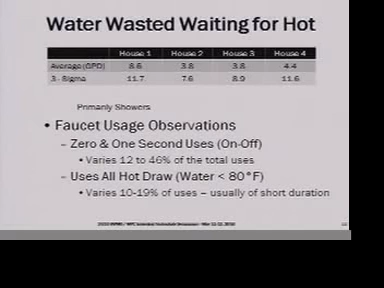 Water Wasted Waiting for Hot
House 1 House 2 House 3 House 4
Average (GPD) 8.6 3.8 3.8 4.4
3 - Sigma 11.7 7.6 8.9 11.6
Primarily Showers
• Faucet Usage Observations
– Zero & One Second Uses (On-Off)
• Varies 12 to 46% of the total uses
– Uses All Hot Draw (Water < 80°F)
• Varies 10-19% of uses – usually of short duration